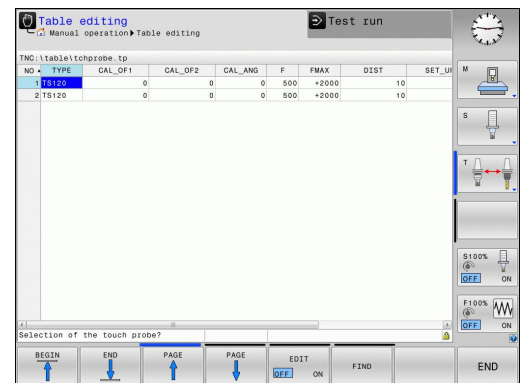 Table editing
Manual operation Table editing
Test run
TNC:\table\tchprobe.tp
NO TYPE CAL_OF1 CAL_OF2 CAL_ANG F FMAX DIST SET_U
1 TS120 0 0 0 500 +2000 10
2 TS120 0 0 0 500 +2000 10
Selection of the touch probe?
M
S
T
S100%
OFF ON
F100%
OFF ON
BEGIN
END
PAGE
PAGE
EDIT
OFF ON
FIND
END